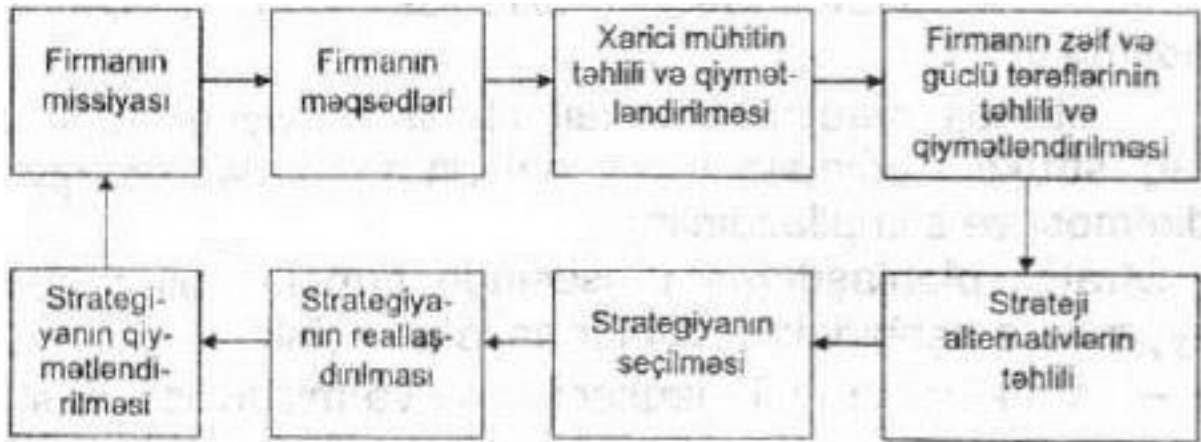 Firmanın
missiyası
Firmanın
məqsədləri
Xarici mühitin
təhlili və qiymət-
ləndirilməsi
Firmanın zəif və
güclü tərəflərinin
təhlili və
qiymətləndirilməsi
Strateji
alternativlərin
təhlili
Strategiyanın
seçilməsi
Strategiya-
nın reallaş-
dırılması
Strategi-
yanın qiy-
mətləndi-
rilməsi